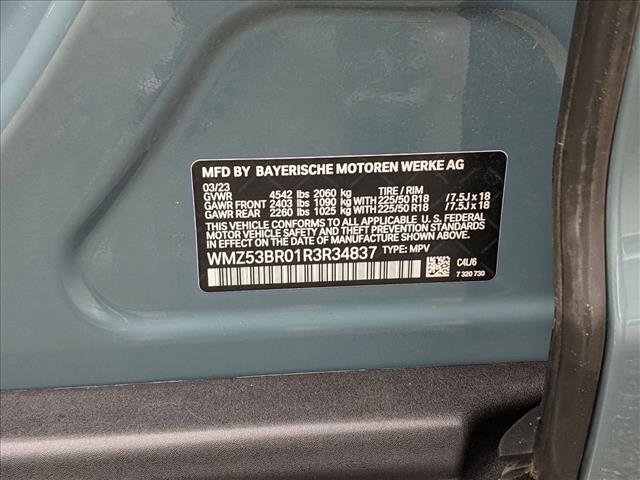 MFD BY BAYERISCHE MOTOREN WERKE AG
03/23 TIRE / RIM
GVWR 4542 lbs 2060 kg
GAWR FRONT 2403 lbs 1090 kg WITH 225/50 R18 / 7.5J x 18
GAWR REAR 2260 lbs 1025 kg WITH 225/50 R18 / 7.5J x 18
THIS VEHICLE CONFORMS TO ALL APPLICABLE U. S. FEDERAL
MOTOR VEHICLE SAFETY AND THEFT PREVENTION STANDARDS
IN EFFECT ON THE DATE OF MANUFACTURE SHOWN ABOVE.
WMZ53BR01R3R34837 TYPE: MPV
C4L/6
7 320 730